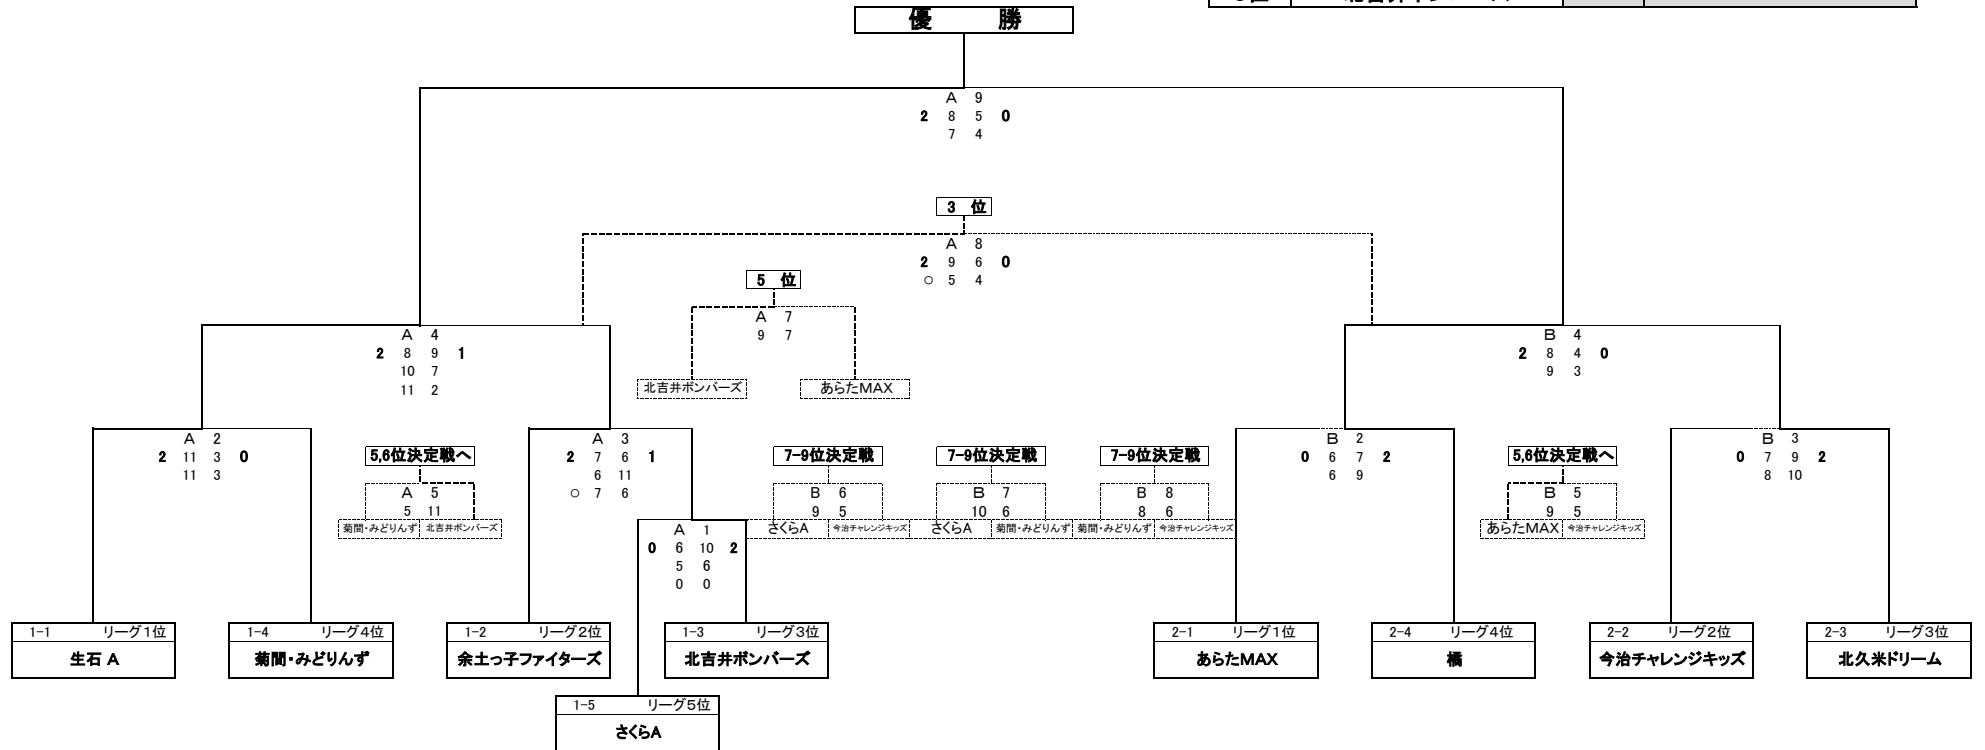 優　　勝
A 9
2 8 5 0
7 4
3 位
A 8
2 9 6 0
○ 5 4
5 位
A 7
9 7
北吉井ボンバーズ あらたMAX
A 4
2 8 9 1
10 7
11 2
B 4
2 8 4 0
9 3
A 2
2 11 3 0
11 3
5,6位決定戦へ
A 5
5 11
菊間・みどりんず 北吉井ボンバーズ
A 3
2 7 6 1
6 11
○ 7 6
A 1
0 6 10 2
5 6
0 0
7-9位決定戦
B 6
9 5
さくらA 今治チャレンジキッズ
7-9位決定戦
B 7
10 6
さくらA 菊間・みどりんず
7-9位決定戦
B 8
8 6
菊間・みどりんず 今治チャレンジキッズ
B 2
0 6 7 2
6 9
5,6位決定戦へ
B 5
9 5
あらたMAX 今治チャレンジキッズ
B 3
0 7 9 2
8 10
1-1 リーグ1位
生石 A
1-4 リーグ4位
菊間・みどりんず
1-2 リーグ2位
余土っ子ファイターズ
1-3 リーグ3位
北吉井ボンバーズ
2-1 リーグ1位
あらたMAX
2-4 リーグ4位
橘
2-2 リーグ2位
今治チャレンジキッズ
2-3 リーグ3位
北久米ドリーム
1-5 リーグ5位
さくらA